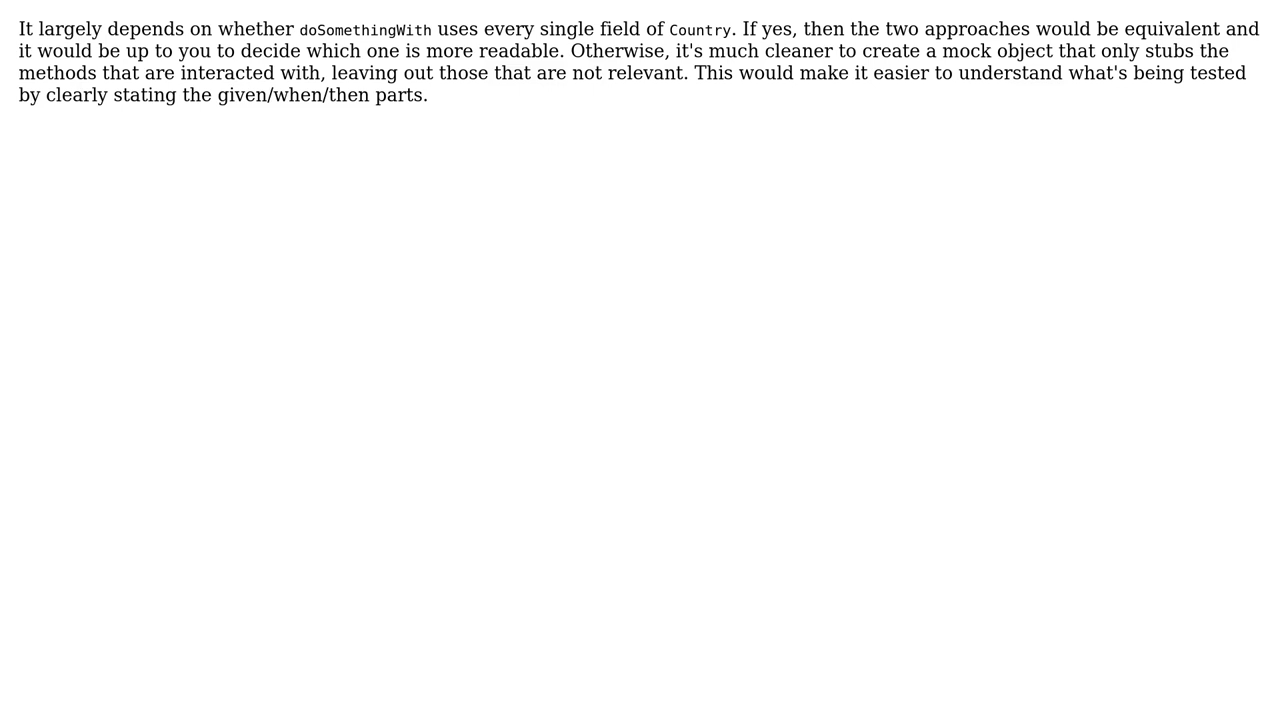 It largely depends on whether doSomethingWith uses every single field of Country. If yes, then the two approaches would be equivalent and
it would be up to you to decide which one is more readable. Otherwise, it's much cleaner to create a mock object that only stubs the
methods that are interacted with, leaving out those that are not relevant. This would make it easier to understand what's being tested
by clearly stating the given/when/then parts.